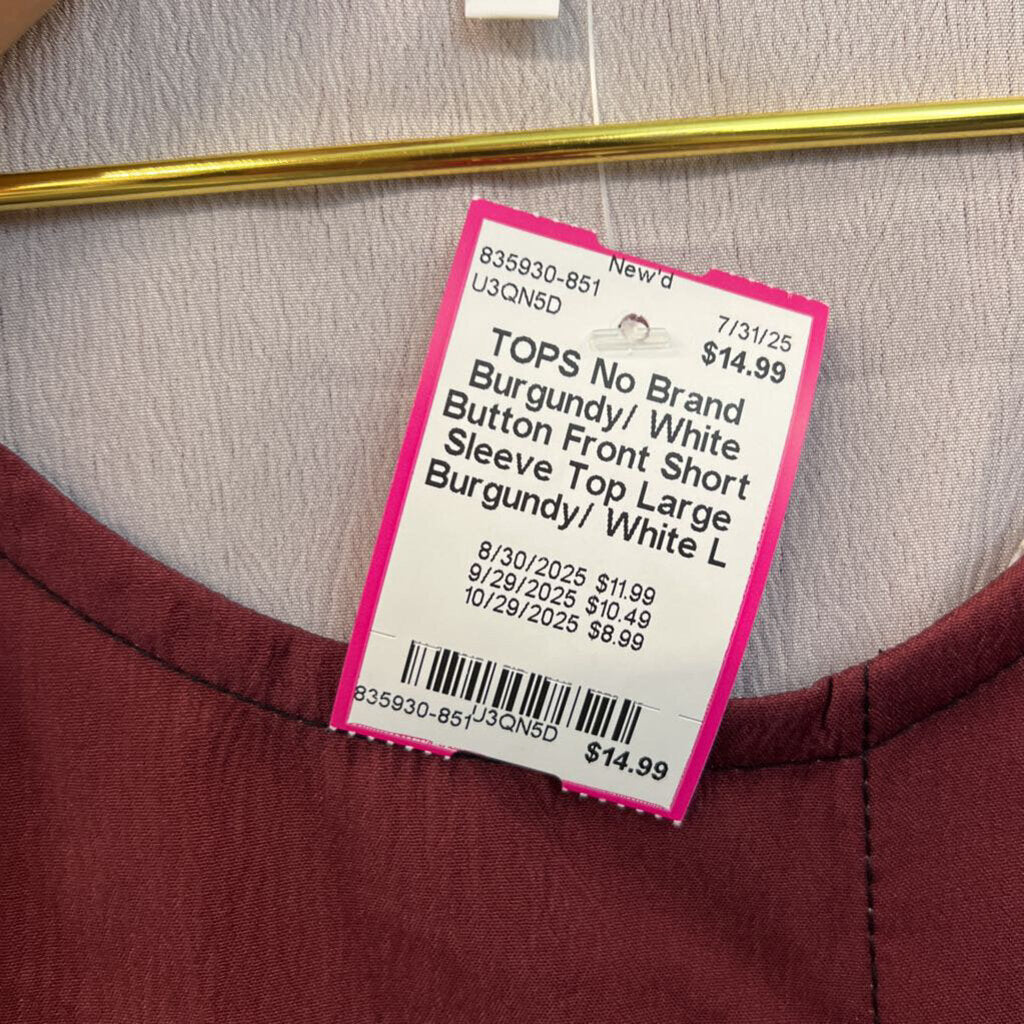 New'd
835930-851
U3QN5D
7/31/25
$14.99
TOPS No Brand
Burgundy/ White
Button Front Short
Sleeve Top Large
Burgundy/ White L
8/30/2025 $11.99
9/29/2025 $10.49
10/29/2025 $8.99
835930-851U3QN5D
$14.99